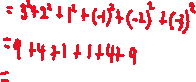 = 3² + 2² + 1² + (-1)² + (-2)² + (-3)²
= 9 + 4 + 1 + 1 + 4 + 9
=